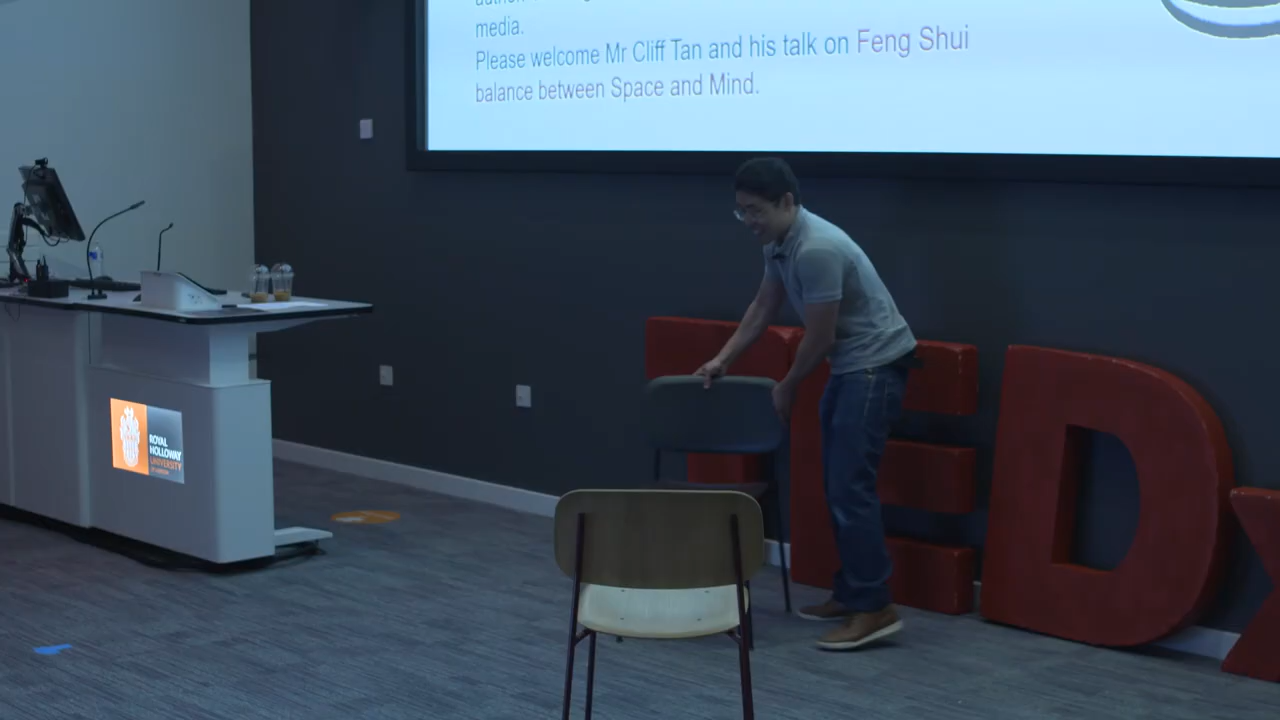 media.
Please welcome Mr Cliff Tan and his talk on Feng Shui
balance between Space and Mind.
ROYAL
HOLLOWAY
UNIVERSITY
TEDx